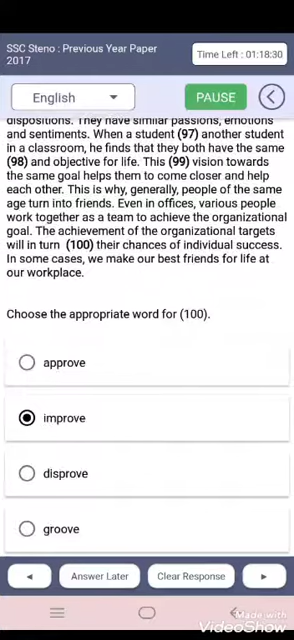 SSC Steno : Previous Year Paper
2017
Time Left : 01:18:30
English
PAUSE
dispositions. They have similar passions, emotions
and sentiments. When a student (97) another student
in a classroom, he finds that they both have the same
(98) and objective for life. This (99) vision towards
the same goal helps them to come closer and help
each other. This is why, generally, people of the same
age turn into friends. Even in offices, various people
work together as a team to achieve the organizational
goal. The achievement of the organizational targets
will in turn (100) their chances of individual success.
In some cases, we make our best friends for life at
our workplace.
Choose the appropriate word for (100).
approve
improve
disprove
groove
Answer Later
Clear Response
Made with
VideoShow